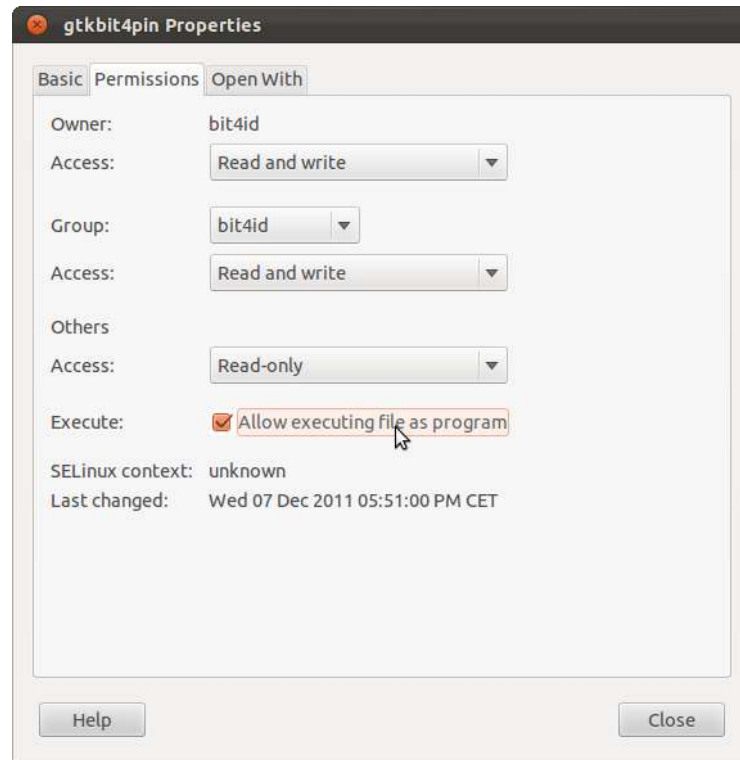 gtkbit4pin Properties
Basic Permissions Open With
Owner: bit4id
Access: Read and write
Group: bit4id
Access: Read and write
Others
Access: Read-only
Execute: Allow executing file as program
SELinux context: unknown
Last changed: Wed 07 Dec 2011 05:51:00 PM CET
Help Close